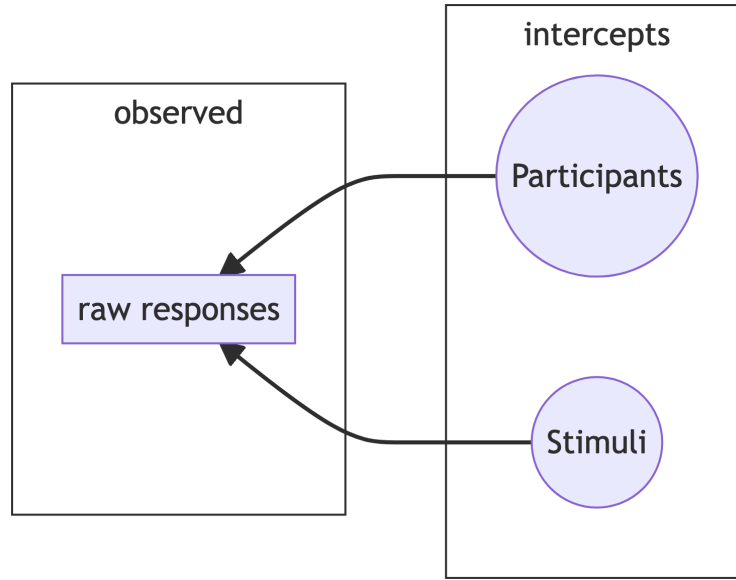 observed
raw responses
intercepts
Participants
Stimuli